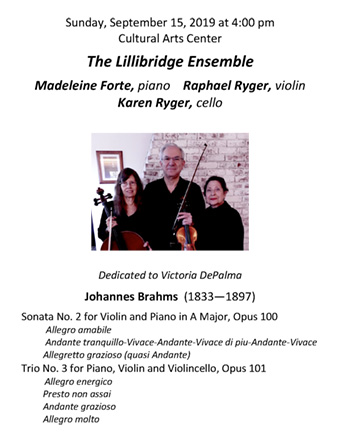 Sunday, September 15, 2019 at 4:00 pm
Cultural Arts Center
The Lillibridge Ensemble
Madeleine Forte, piano Raphael Ryger, violin
Karen Ryger, cello
Dedicated to Victoria DePalma
Johannes Brahms (1833—1897)
Sonata No. 2 for Violin and Piano in A Major, Opus 100
Allegro amabile
Andante tranquillo-Vivace-Andante-Vivace di piu-Andante-Vivace
Allegretto grazioso (quasi Andante)
Trio No. 3 for Piano, Violin and Violincello, Opus 101
Allegro energico
Presto non assai
Andante grazioso
Allegro molto